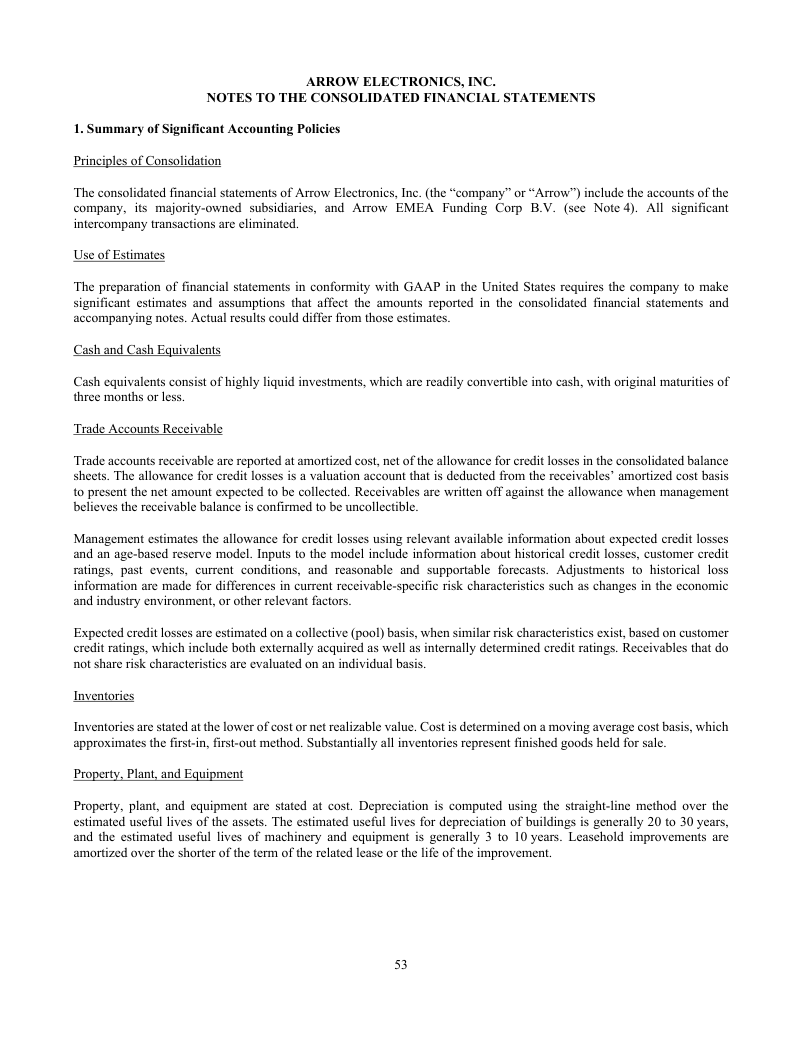 ARROW ELECTRONICS, INC.
NOTES TO THE CONSOLIDATED FINANCIAL STATEMENTS
1. Summary of Significant Accounting Policies
Principles of Consolidation
The consolidated financial statements of Arrow Electronics, Inc. (the “company” or “Arrow”) include the accounts of the
company, its majority-owned subsidiaries, and Arrow EMEA Funding Corp B.V. (see Note 4). All significant
intercompany transactions are eliminated.
Use of Estimates
The preparation of financial statements in conformity with GAAP in the United States requires the company to make
significant estimates and assumptions that affect the amounts reported in the consolidated financial statements and
accompanying notes. Actual results could differ from those estimates.
Cash and Cash Equivalents
Cash equivalents consist of highly liquid investments, which are readily convertible into cash, with original maturities of
three months or less.
Trade Accounts Receivable
Trade accounts receivable are reported at amortized cost, net of the allowance for credit losses in the consolidated balance
sheets. The allowance for credit losses is a valuation account that is deducted from the receivables’ amortized cost basis
to present the net amount expected to be collected. Receivables are written off against the allowance when management
believes the receivable balance is confirmed to be uncollectible.
Management estimates the allowance for credit losses using relevant available information about expected credit losses
and an age-based reserve model. Inputs to the model include information about historical credit losses, customer credit
ratings, past events, current conditions, and reasonable and supportable forecasts. Adjustments to historical loss
information are made for differences in current receivable-specific risk characteristics such as changes in the economic
and industry environment, or other relevant factors.
Expected credit losses are estimated on a collective (pool) basis, when similar risk characteristics exist, based on customer
credit ratings, which include both externally acquired as well as internally determined credit ratings. Receivables that do
not share risk characteristics are evaluated on an individual basis.
Inventories
Inventories are stated at the lower of cost or net realizable value. Cost is determined on a moving average cost basis, which
approximates the first-in, first-out method. Substantially all inventories represent finished goods held for sale.
Property, Plant, and Equipment
Property, plant, and equipment are stated at cost. Depreciation is computed using the straight-line method over the
estimated useful lives of the assets. The estimated useful lives for depreciation of buildings is generally 20 to 30 years,
and the estimated useful lives of machinery and equipment is generally 3 to 10 years. Leasehold improvements are
amortized over the shorter of the term of the related lease or the life of the improvement.
53